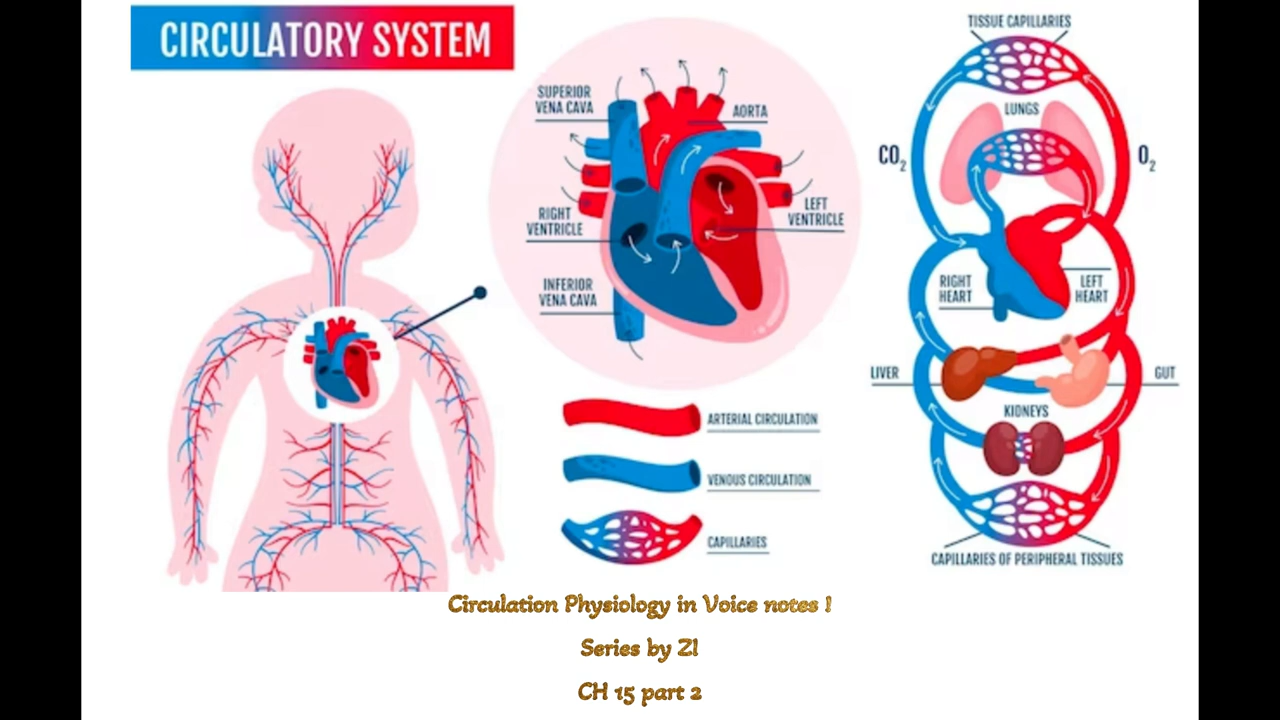 CIRCULATORY SYSTEM
SUPERIOR
VENA CAVA
AORTA
RIGHT
VENTRICLE
LEFT
VENTRICLE
INFERIOR
VENA CAVA
ARTERIAL CIRCULATION
VENOUS CIRCULATION
CAPILLARIES
TISSUE CAPILLARIES
LUNGS
CO2
O2
RIGHT
HEART
LEFT
HEART
LIVER
GUT
KIDNEYS
CAPILLARIES OF PERIPHERAL TISSUES
Circulation Physiology in Voice notes !
Series by Zl
CH 15 part 2